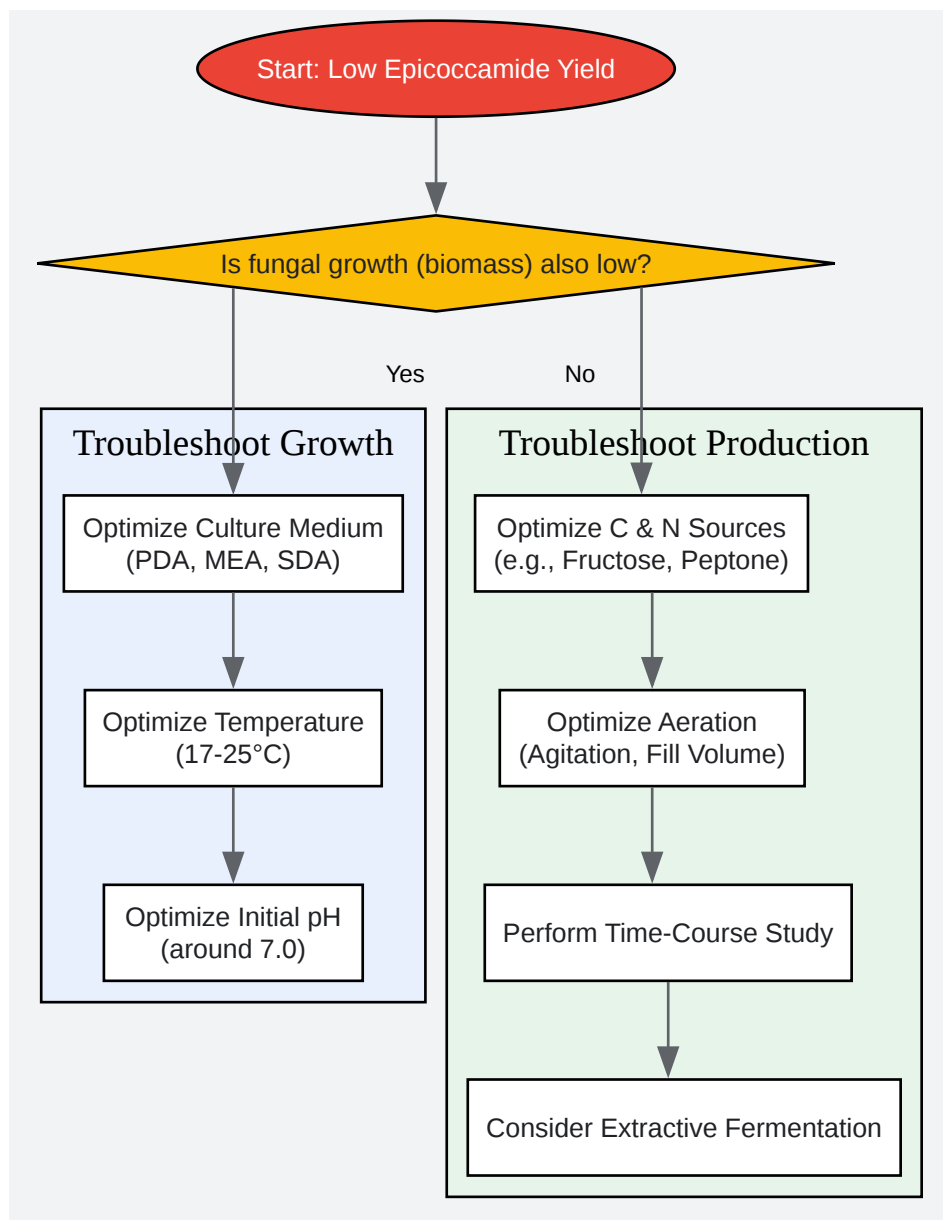 Start: Low Epicoccamide Yield
Is fungal growth (biomass) also low?
Yes
No
Troubleshoot Growth
Optimize Culture Medium
(PDA, MEA, SDA)
Optimize Temperature
(17-25°C)
Optimize Initial pH
(around 7.0)
Troubleshoot Production
Optimize C & N Sources
(e.g., Fructose, Peptone)
Optimize Aeration
(Agitation, Fill Volume)
Perform Time-Course Study
Consider Extractive Fermentation